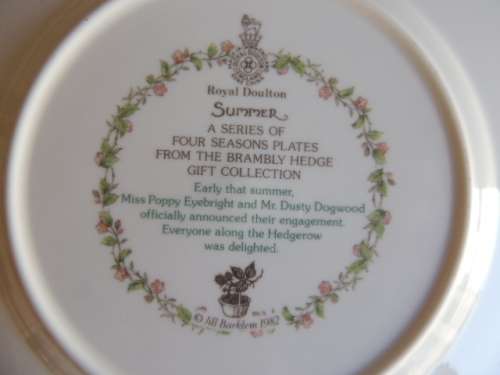 Royal Doulton
SUMMER
A SERIES OF
FOUR SEASONS PLATES
FROM THE BRAMBLY HEDGE
GIFT COLLECTION
Early that summer,
Miss Poppy Eyebright and Mr. Dusty Dogwood
officially announced their engagement.
Everyone along the Hedgerow
was delighted.
© Jill Barklem 1982